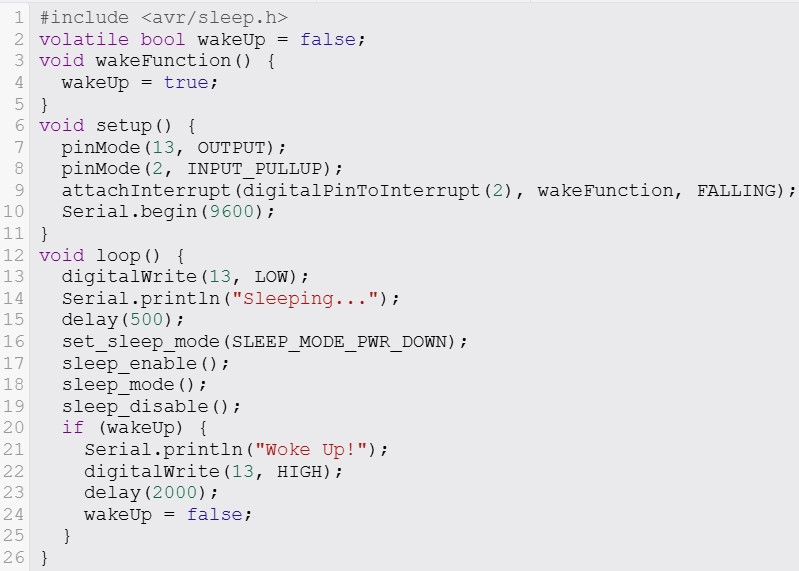 1 #include <avr/sleep.h>
2 volatile bool wakeUp = false;
3 void wakeFunction() {
4   wakeUp = true;
5 }
6 void setup() {
7   pinMode(13, OUTPUT);
8   pinMode(2, INPUT_PULLUP);
9   attachInterrupt(digitalPinToInterrupt(2), wakeFunction, FALLING);
10   Serial.begin(9600);
11 }
12 void loop() {
13   digitalWrite(13, LOW);
14   Serial.println("Sleeping...");
15   delay(500);
16   set_sleep_mode(SLEEP_MODE_PWR_DOWN);
17   sleep_enable();
18   sleep_mode();
19   sleep_disable();
20   if (wakeUp) {
21     Serial.println("Woke Up!");
22     digitalWrite(13, HIGH);
23     delay(2000);
24     wakeUp = false;
25   }
26 }